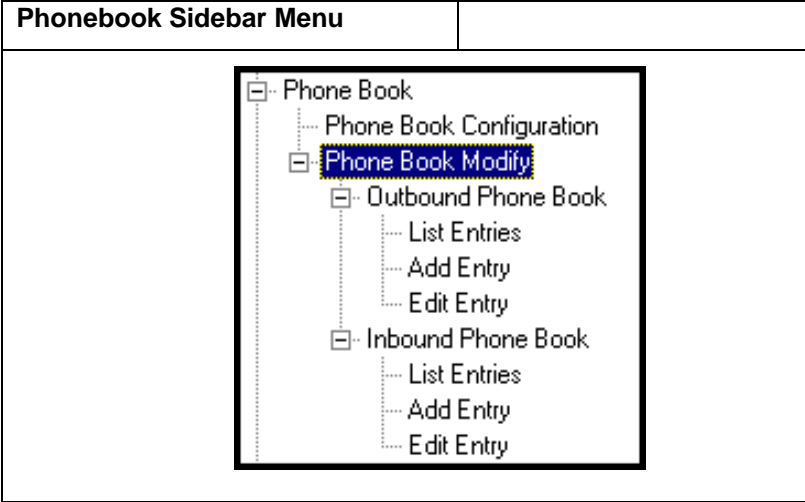 Phonebook Sidebar Menu
Phone Book
Phone Book Configuration
Phone Book Modify
Outbound Phone Book
List Entries
Add Entry
Edit Entry
Inbound Phone Book
List Entries
Add Entry
Edit Entry